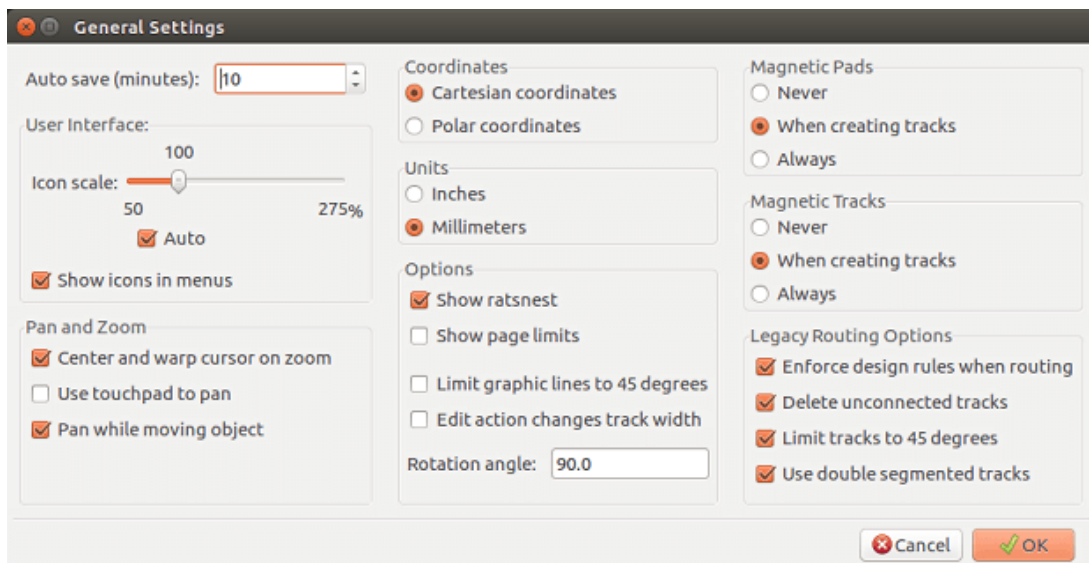 General Settings
Auto save (minutes): 10
User Interface:
100
Icon scale:
50 275%
Auto
Show icons in menus
Pan and Zoom
Center and warp cursor on zoom
Use touchpad to pan
Pan while moving object
Coordinates
Cartesian coordinates
Polar coordinates
Units
Inches
Millimeters
Options
Show ratsnest
Show page limits
Limit graphic lines to 45 degrees
Edit action changes track width
Rotation angle: 90.0
Magnetic Pads
Never
When creating tracks
Always
Magnetic Tracks
Never
When creating tracks
Always
Legacy Routing Options
Enforce design rules when routing
Delete unconnected tracks
Limit tracks to 45 degrees
Use double segmented tracks
Cancel OK